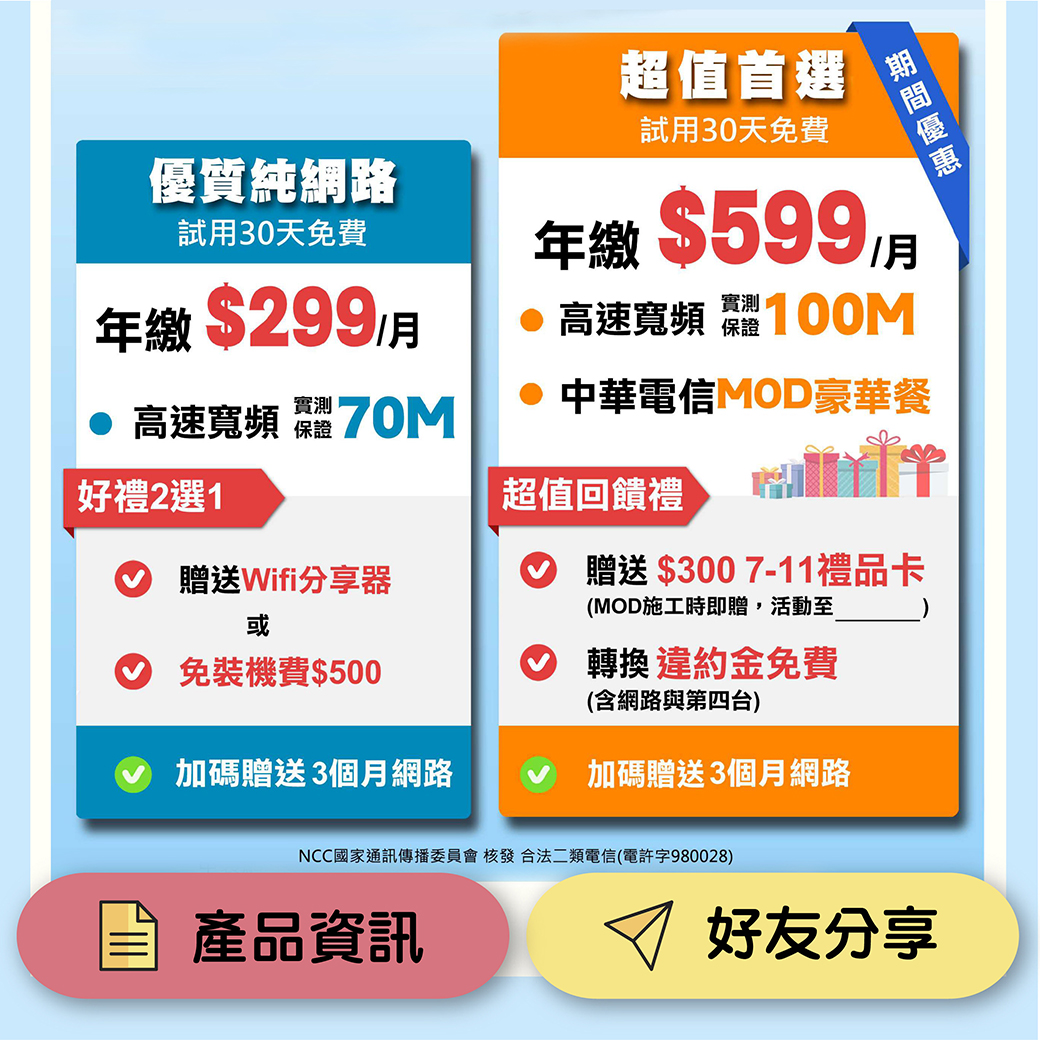 優質純網路
試用30天免費
年繳 $299/月
高速寬頻 實測保證 70M
好禮2選1
贈送Wifi分享器
或
免裝機費$500
加碼贈送3個月網路
期間優惠
超值首選
試用30天免費
年繳 $599/月
高速寬頻 實測保證 100M
中華電信MOD豪華餐
超值回饋禮
贈送 $300 7-11禮品卡
(MOD施工時即贈，活動至________)
轉換 違約金免費
(含網路與第四台)
加碼贈送3個月網路
NCC國家通訊傳播委員會 核發 合法二類電信(電許字980028)
產品資訊
好友分享